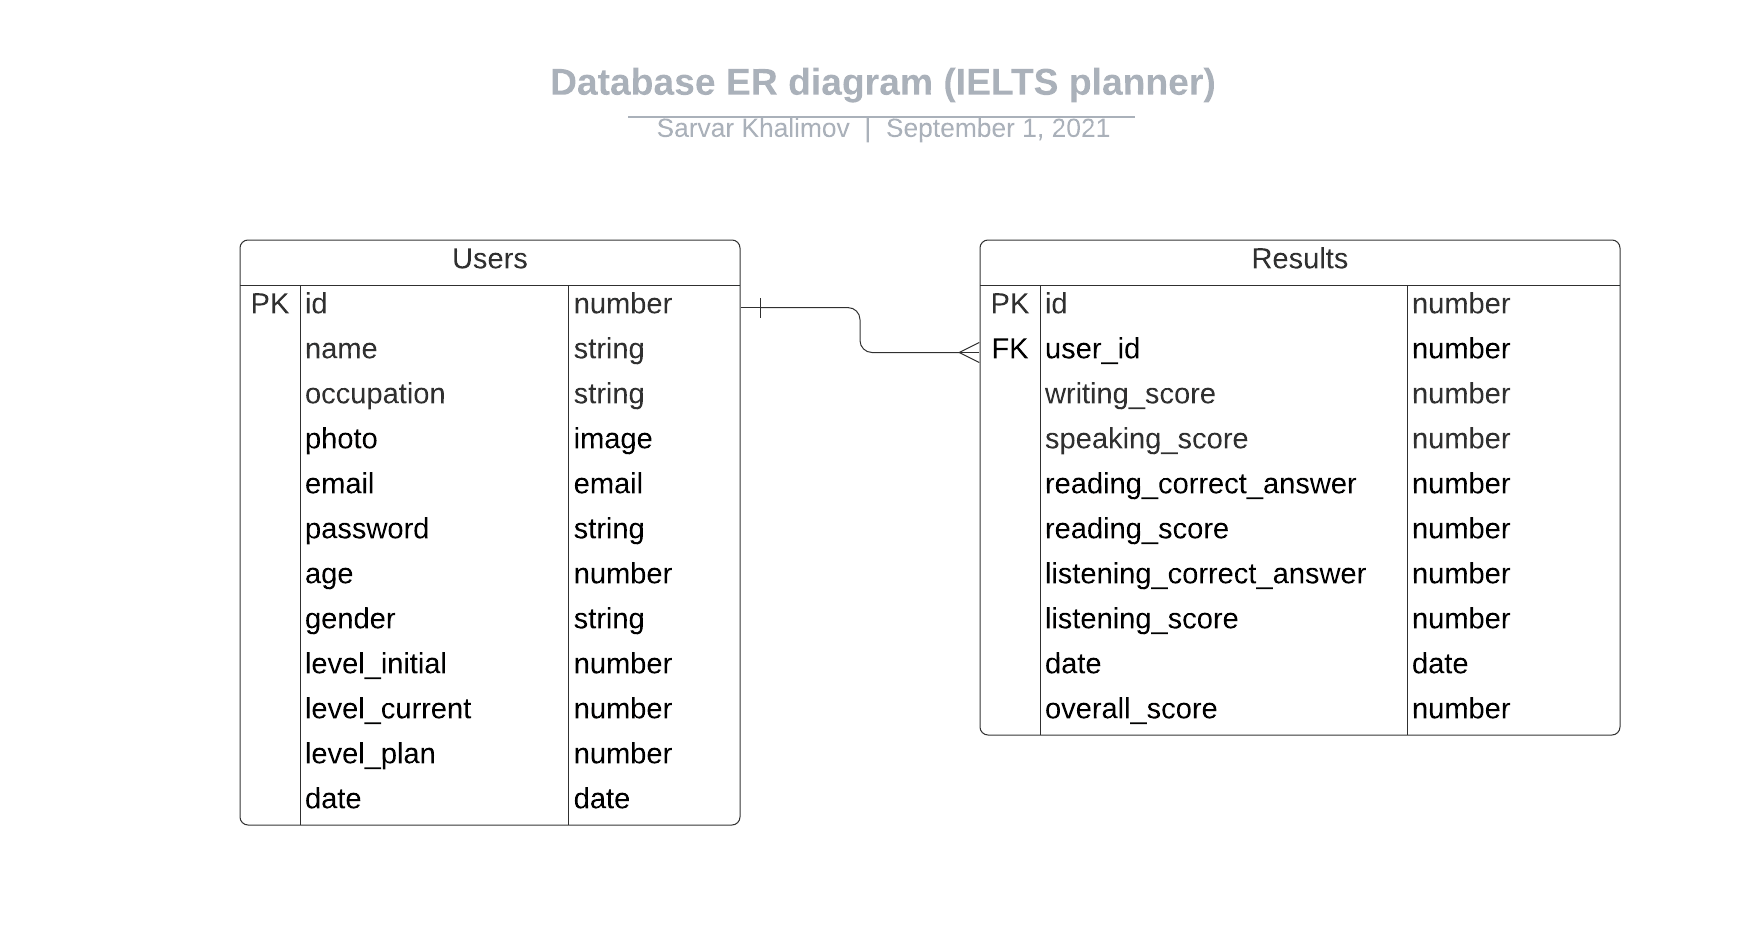 Database ER diagram (IELTS planner)
Sarvar Khalimov | September 1, 2021
Users
PK id number
name string
occupation string
photo image
email email
password string
age number
gender string
level_initial number
level_current number
level_plan number
date date
Results
PK id number
FK user_id number
writing_score number
speaking_score number
reading_correct_answer number
reading_score number
listening_correct_answer number
listening_score number
date date
overall_score number